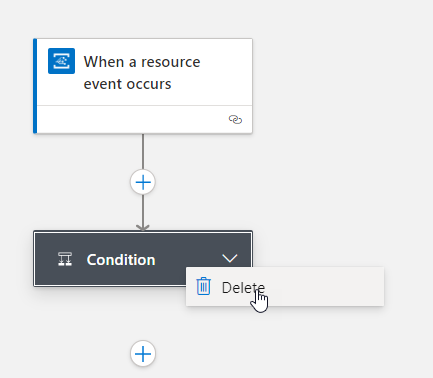 When a resource
event occurs
Condition
Delete